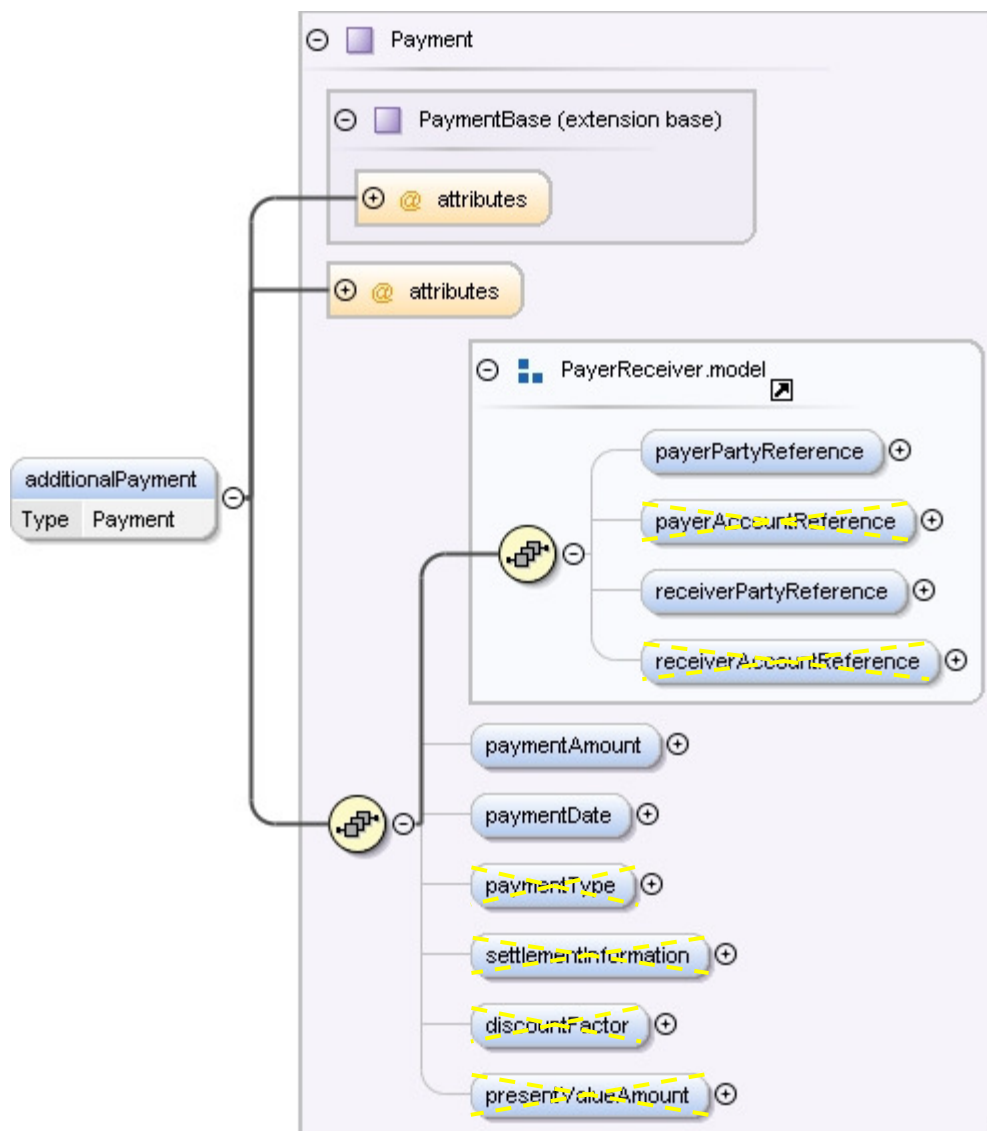 Payment
PaymentBase (extension base)
@ attributes
@ attributes
PayerReceiver.model
payerPartyReference
payerAccountReference
receiverPartyReference
receiverAccountReference
additionalPayment
Type Payment
paymentAmount
paymentDate
paymentType
settlementInformation
discountFactor
presentValueAmount